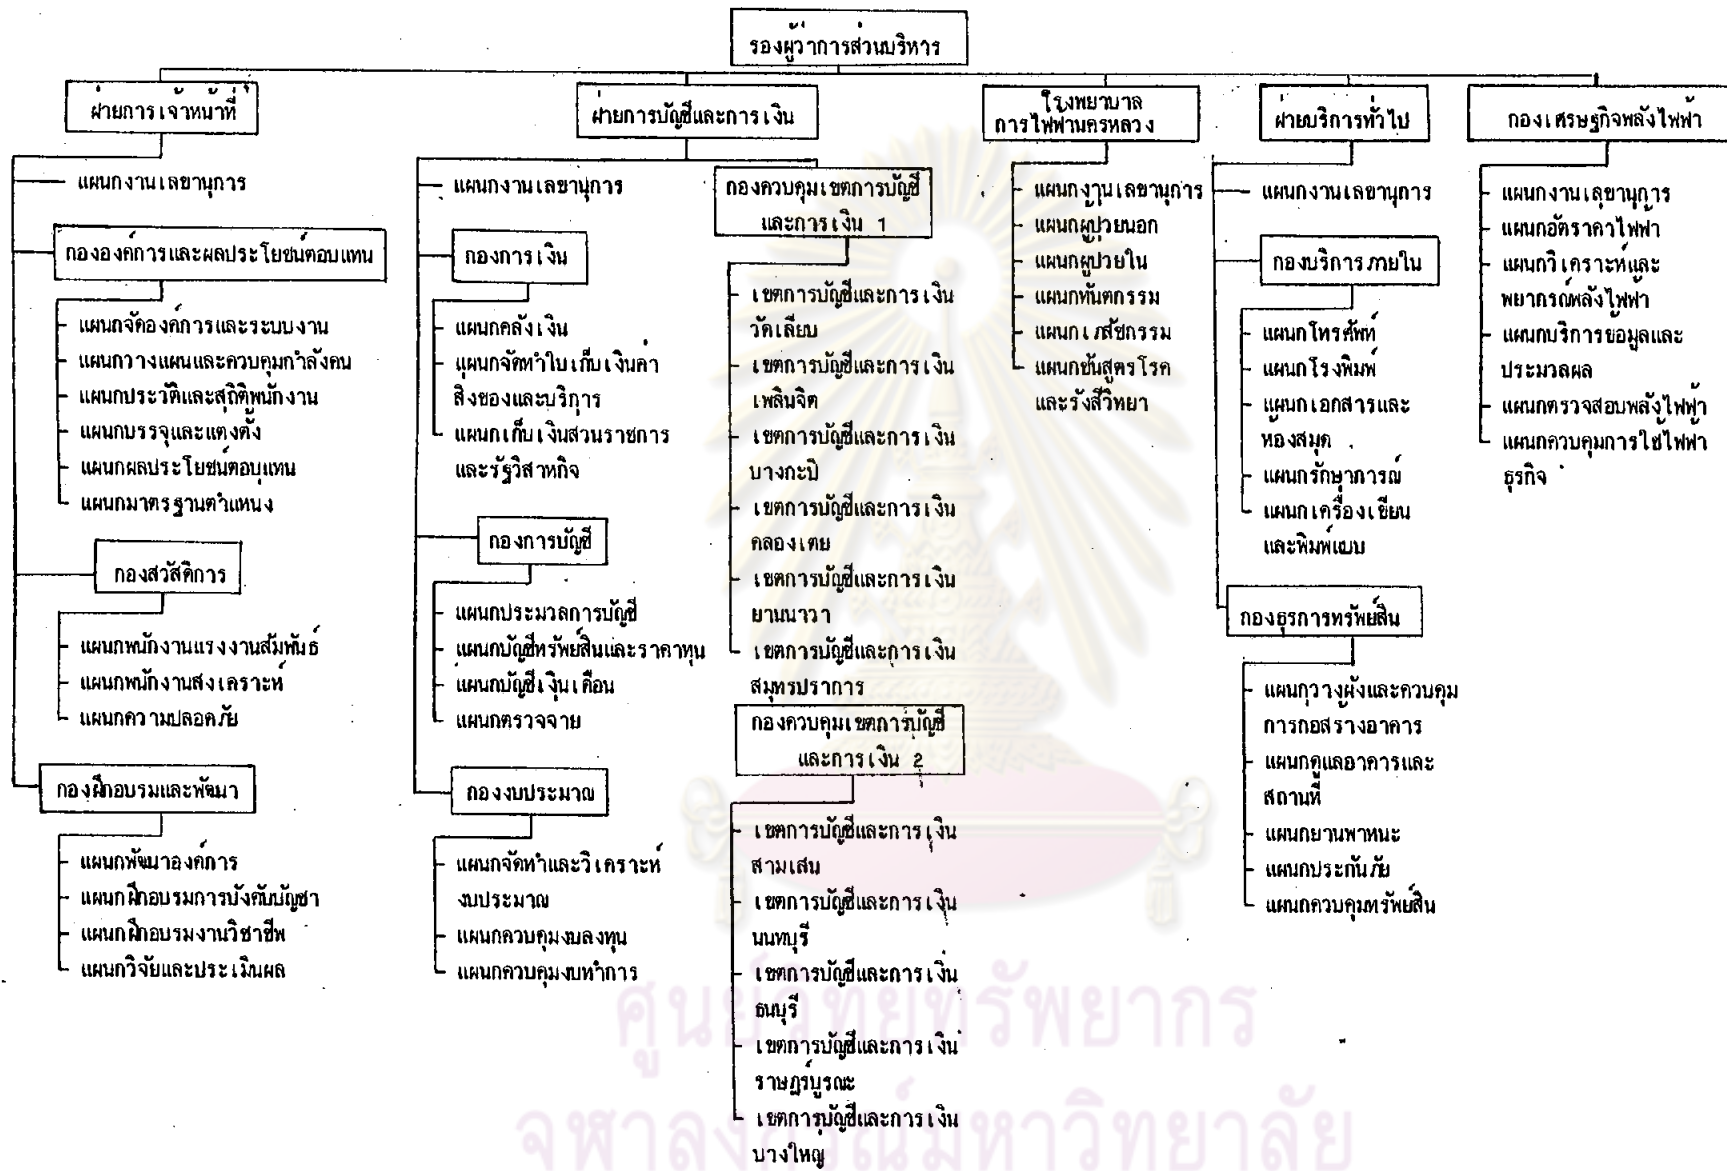 รองผู้ว่าการส่วนบริหาร
ฝ่ายการเจ้าหน้าที่
แผนกงานเลขานุการ
กององค์การและผลประโยชน์ตอบแทน
แผนกจัดองค์การและระบบงาน
แผนกวางแผนและควบคุมกำลังคน
แผนกประวัติและสถิติพนักงาน
แผนกบรรจุและแต่งตั้ง
แผนกผลประโยชน์ตอบแทน
แผนกมาตรฐานตำแหน่ง
กองสวัสดิการ
แผนกพนักงานแรงงานสัมพันธ์
แผนกพนักงานสงเคราะห์
แผนกความปลอดภัย
กองฝึกอบรมและพัฒนา
แผนกพัฒนาองค์การ
แผนกฝึกอบรมการบังคับบัญชา
แผนกฝึกอบรมงานวิชาชีพ
แผนกวิจัยและประเมินผล
ฝ่ายการบัญชีและการเงิน
แผนกงานเลขานุการ
กองการเงิน
แผนกคลังเงิน
แผนกจัดทำใบเก็บเงินค่า
สิ่งของและบริการ
แผนกเก็บเงินส่วนราชการ
และรัฐวิสาหกิจ
กองการบัญชี
แผนกประมวลการบัญชี
แผนกบัญชีทรัพย์สินและราคาทุน
แผนกบัญชีเงินเดือน
แผนกตรวจจ่าย
กองงบประมาณ
แผนกจัดทำและวิเคราะห์
งบประมาณ
แผนกควบคุมงบลงทุน
แผนกควบคุมงบทำการ
กองควบคุมเขตการบัญชี
และการเงิน 1
เขตการบัญชีและการเงิน
วัดเลียบ
เขตการบัญชีและการเงิน
เพลินจิต
เขตการบัญชีและการเงิน
บางกะปิ
เขตการบัญชีและการเงิน
คลองเตย
เขตการบัญชีและการเงิน
ยานนาวา
เขตการบัญชีและการเงิน
สมุทรปราการ
กองควบคุมเขตการบัญชี
และการเงิน 2
เขตการบัญชีและการเงิน
สามเสน
เขตการบัญชีและการเงิน
นนทบุรี
เขตการบัญชีและการเงิน
ธนบุรี
เขตการบัญชีและการเงิน
ราษฎร์บูรณะ
เขตการบัญชีและการเงิน
บางใหญ่
โรงพยาบาล
การไฟฟ้านครหลวง
แผนกงานเลขานุการ
แผนกผู้ป่วยนอก
แผนกผู้ป่วยใน
แผนกทันตกรรม
แผนกเภสัชกรรม
แผนกชันสูตรโรค
และรังสีวิทยา
ฝ่ายบริการทั่วไป
แผนกงานเลขานุการ
กองบริการภายใน
แผนกโทรศัพท์
แผนกโรงพิมพ์
แผนกเอกสารและ
ห้องสมุด
แผนกรักษาการณ์
แผนกเครื่องเขียน
และพิมพ์แบบ
กองธุรการทรัพย์สิน
แผนกวางผังและควบคุม
การก่อสร้างอาคาร
แผนกดูแลอาคารและ
สถานที่
แผนกยานพาหนะ
แผนกประกันภัย
แผนกควบคุมทรัพย์สิน
กองเศรษฐกิจพลังไฟฟ้า
แผนกงานเลขานุการ
แผนกอัตราค่าไฟฟ้า
แผนกวิเคราะห์และ
พยากรณ์พลังไฟฟ้า
แผนกบริการข้อมูลและ
ประมวลผล
แผนกตรวจสอบพลังไฟฟ้า
แผนกควบคุมการใช้ไฟฟ้า
ธุรกิจ
ศูนย์วิทยทรัพยากร
จุฬาลงกรณ์มหาวิทยาลัย